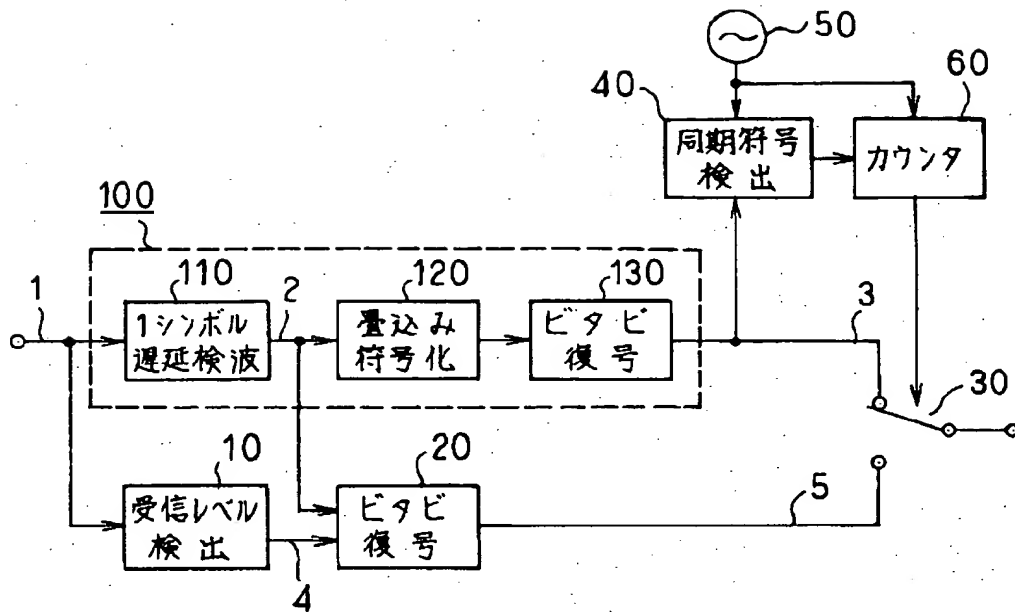 50
40
60
同期符号
検出
カウンタ
100
1
110
2
120
130
1シンボル
遅延検波
畳込み
符号化
ビタビ
復号
3
30
10
20
受信レベル
検出
ビタビ
復号
5
4